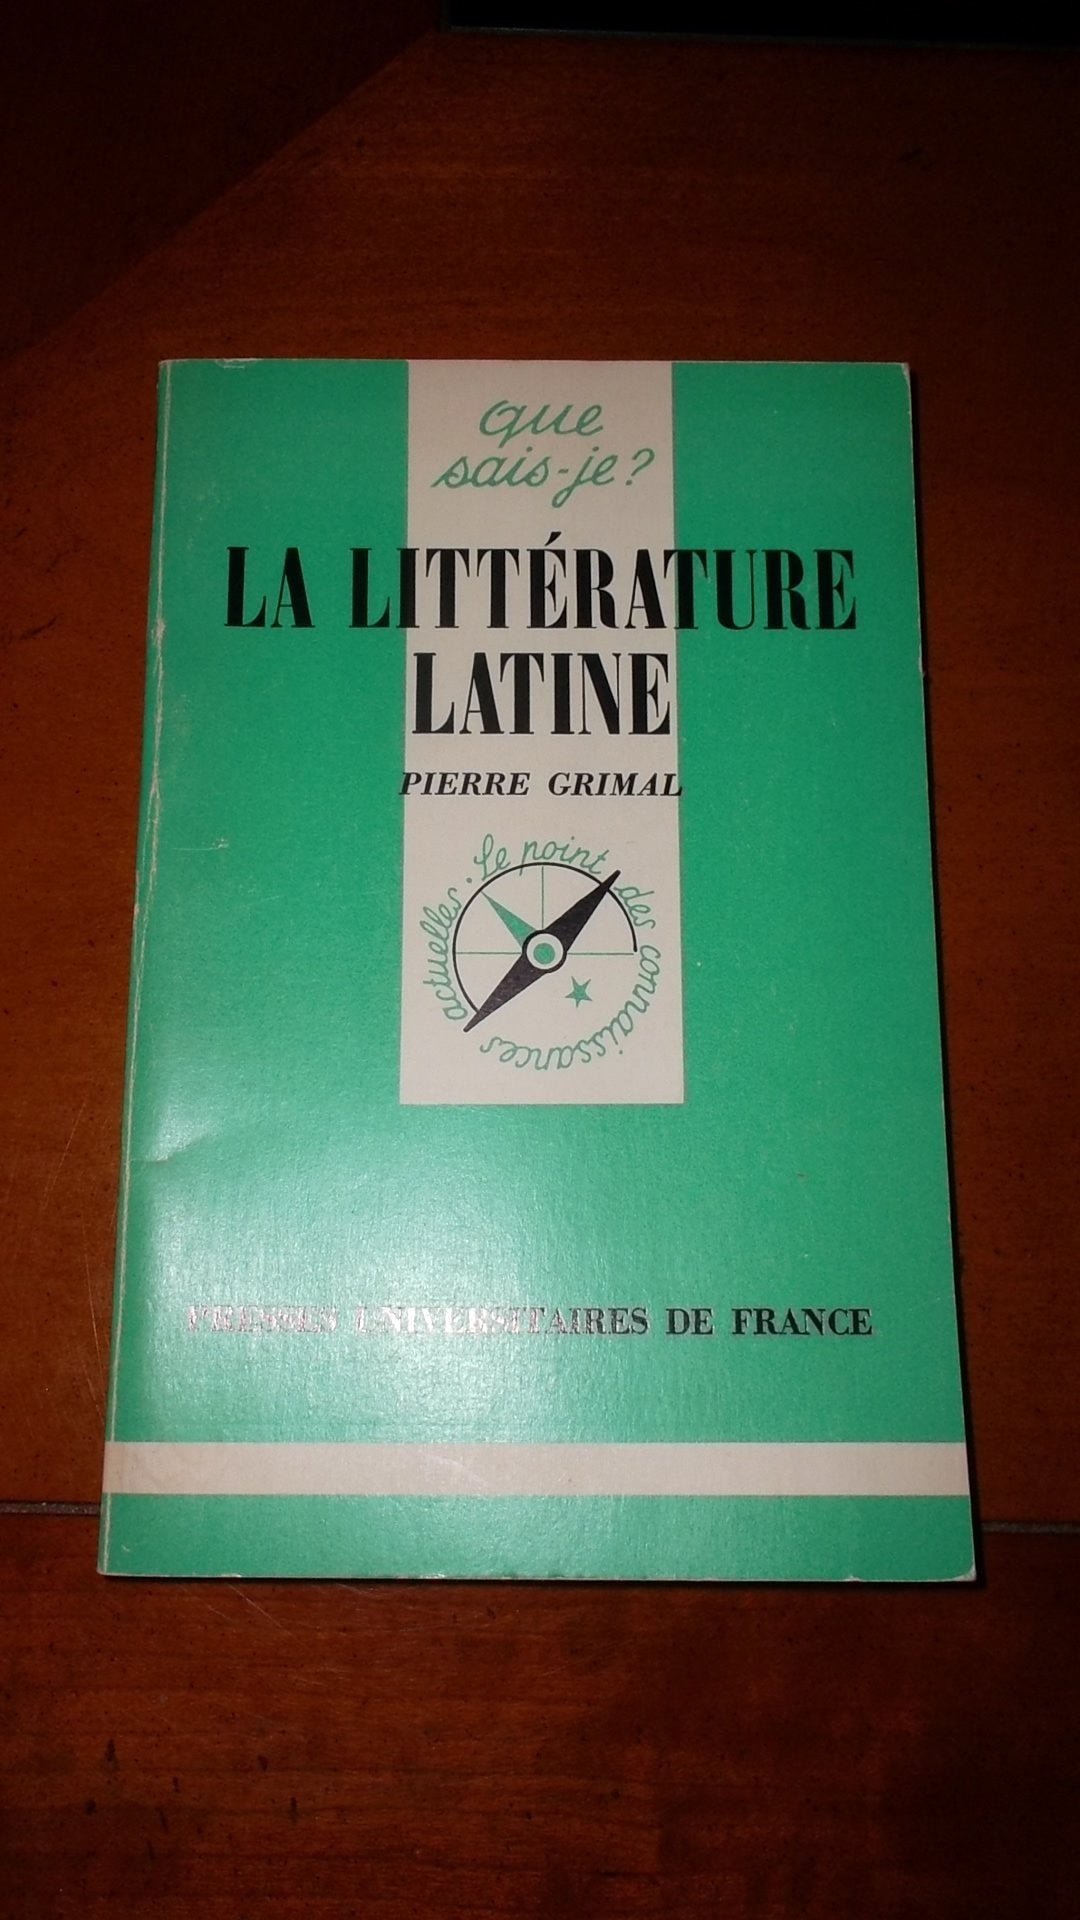 que
sais-je?
LA LITTÉRATURE
LATINE
PIERRE GRIMAL
Le point des connaissances actuelles.
PRESSES UNIVERSITAIRES DE FRANCE